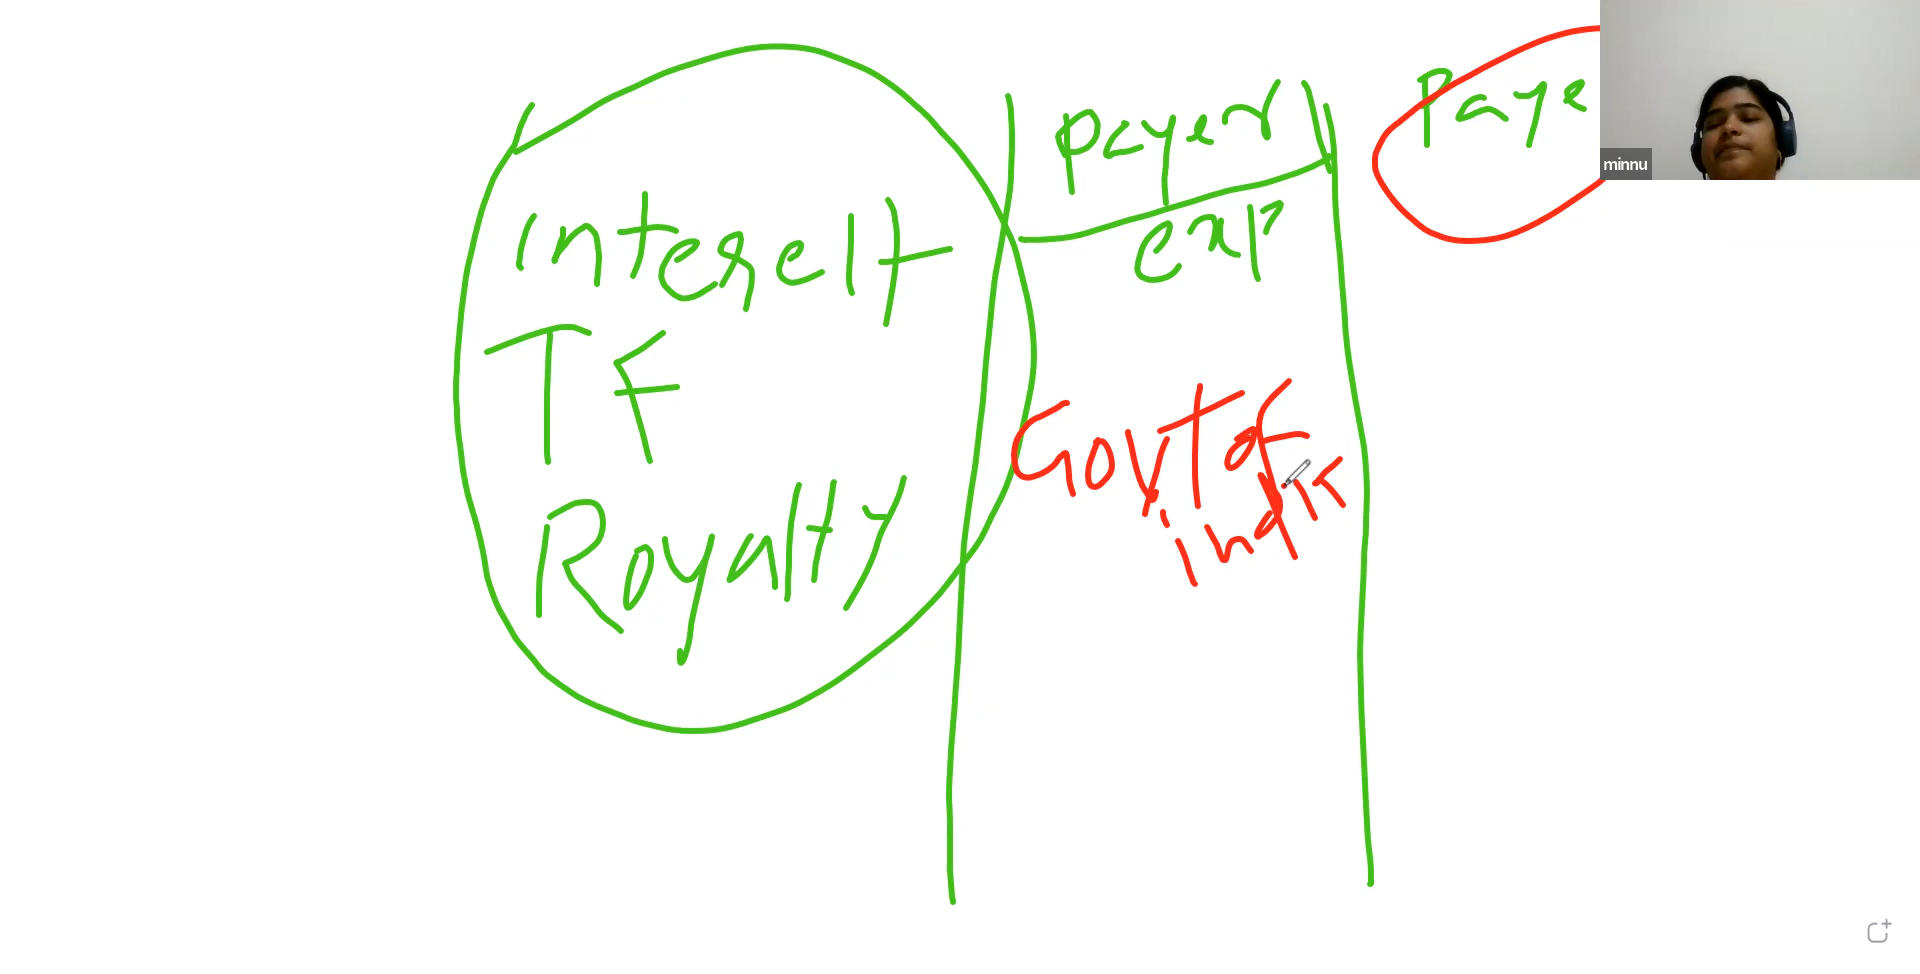 payer
Paye
exp
Interest
TF
Royalty
Govt of
India
minnu